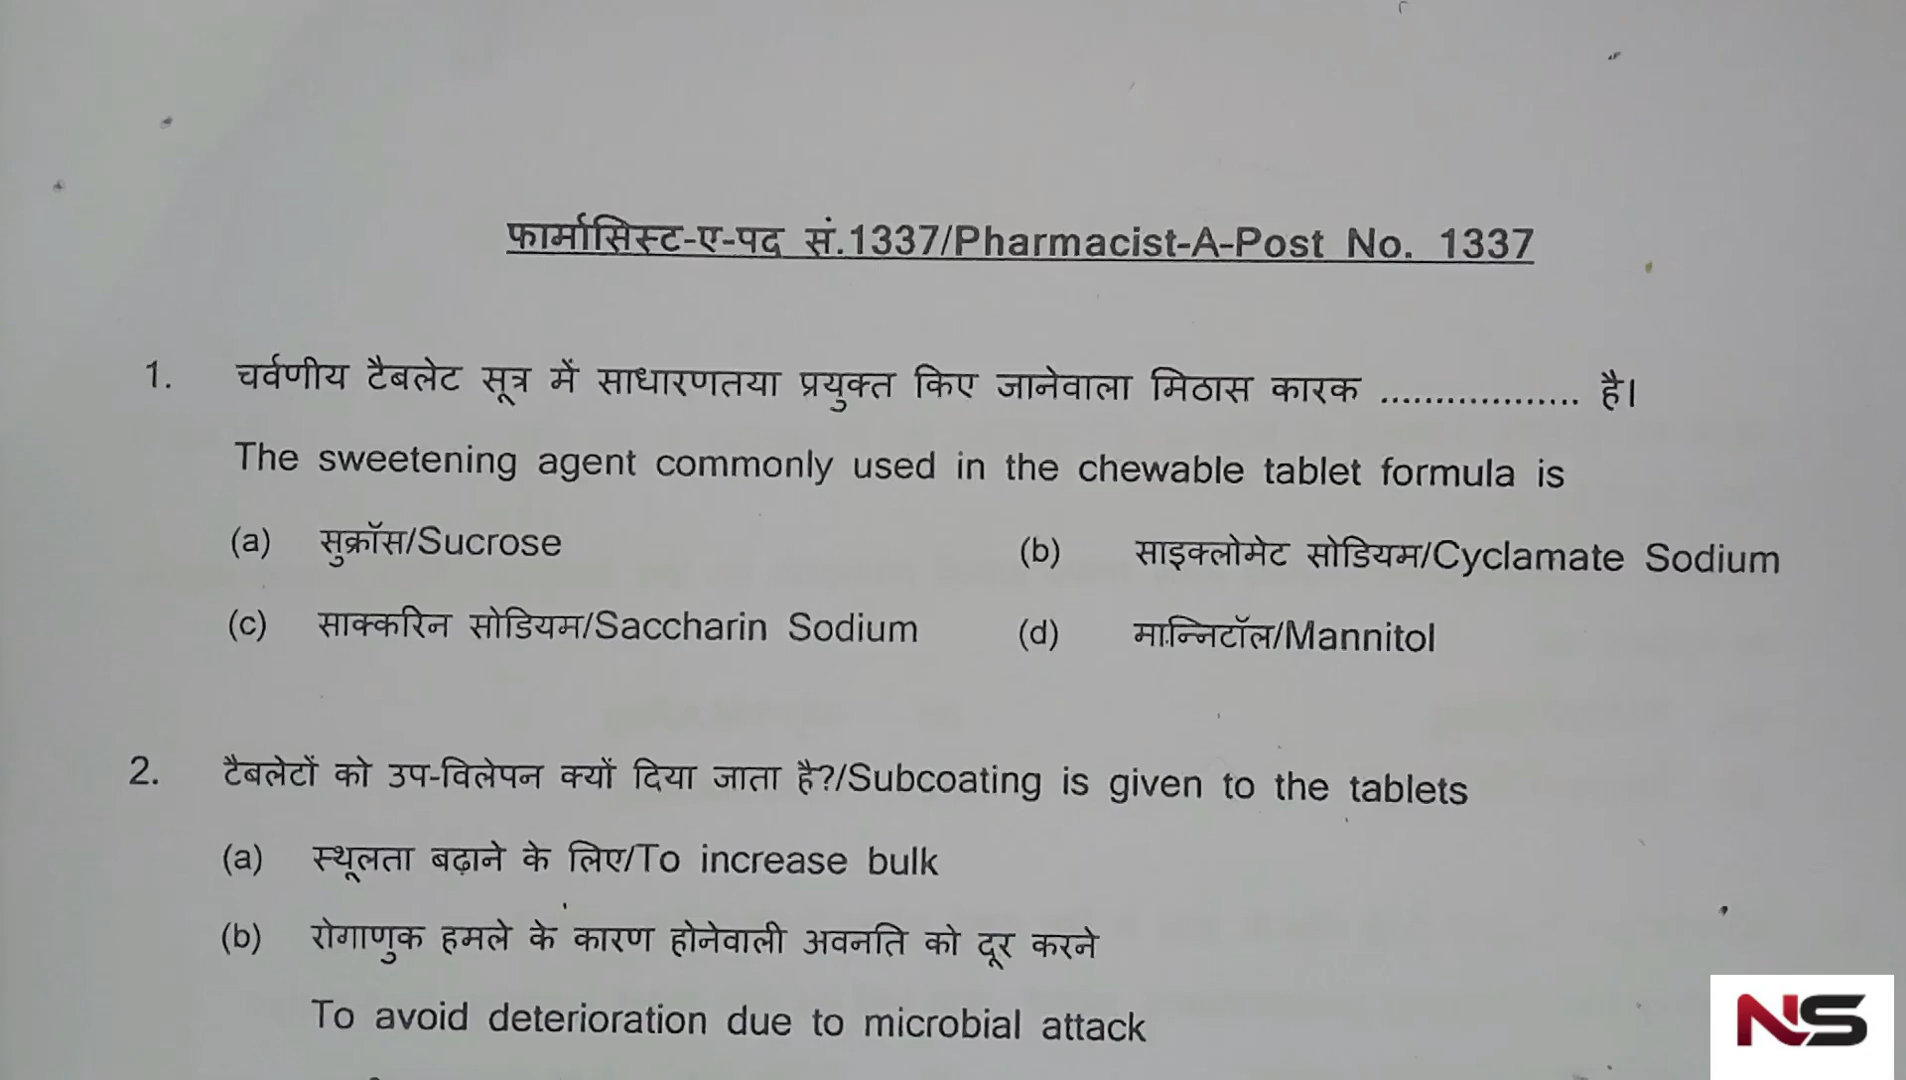 फार्मासिस्ट-ए-पद सं.1337/Pharmacist-A-Post No. 1337
1. चर्वणीय टैबलेट सूत्र में साधारणतया प्रयुक्त किए जानेवाला मिठास कारक .................. है।
The sweetening agent commonly used in the chewable tablet formula is
(a) सुक्रॉस/Sucrose (b) साइक्लोमेट सोडियम/Cyclamate Sodium
(c) साक्करिन सोडियम/Saccharin Sodium (d) मान्निटॉल/Mannitol
2. टैबलेटों को उप-विलेपन क्यों दिया जाता है?/Subcoating is given to the tablets
(a) स्थूलता बढ़ाने के लिए/To increase bulk
(b) रोगाणुक हमले के कारण होनेवाली अवनति को दूर करने
To avoid deterioration due to microbial attack
NS